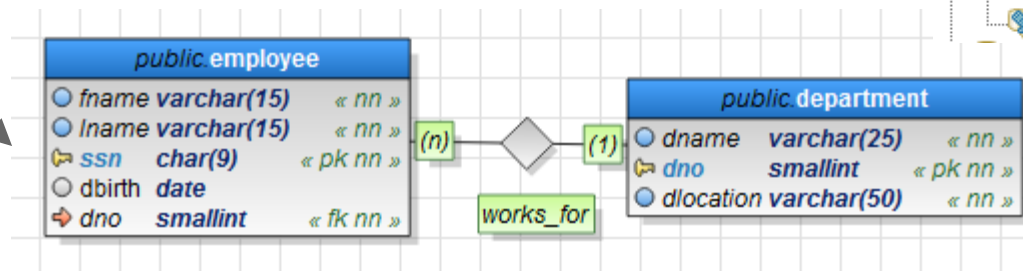 public.employee
fname varchar(15) « nn »
lname varchar(15) « nn »
ssn char(9) « pk nn »
dbirth date
dno smallint « fk nn »
(n)
works_for
(1)
public.department
dname varchar(25) « nn »
dno smallint « pk nn »
dlocation varchar(50) « nn »